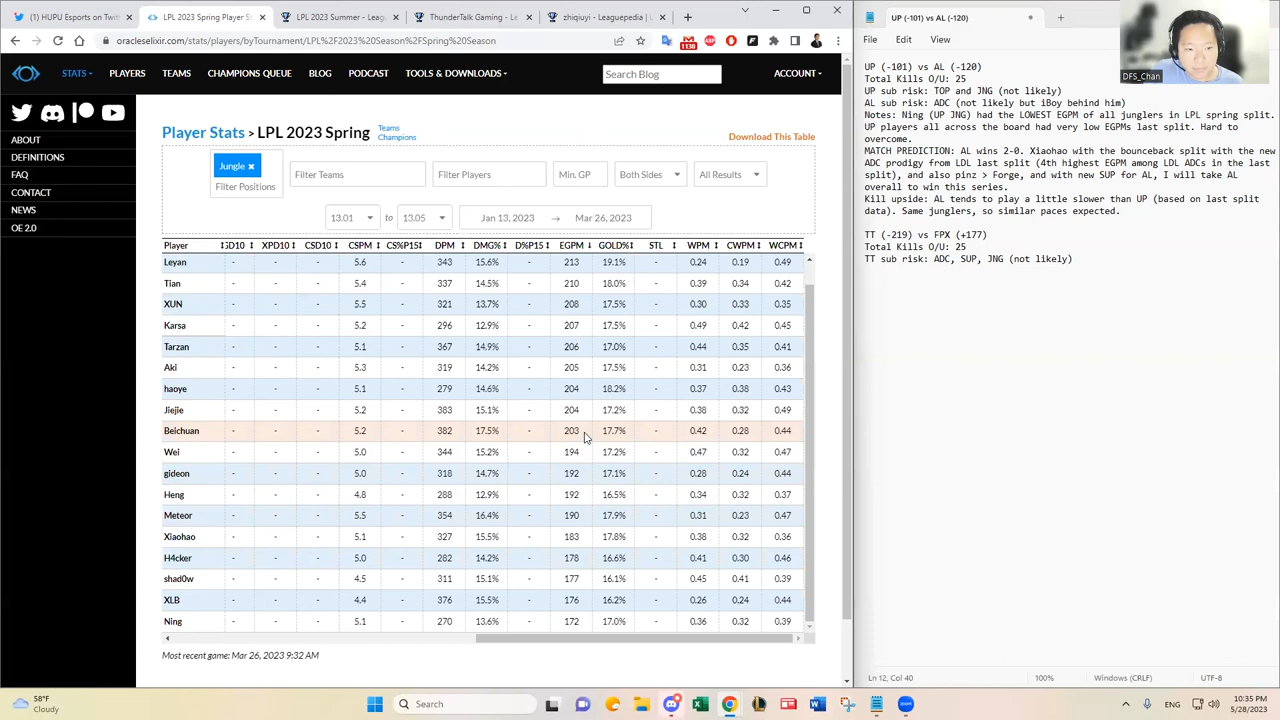 (1) HUPU Esports on Twit
LPL 2023 Spring Player S
LPL 2023 Summer - Leag
ThunderTalk Gaming - Le
zhiqiuyi - Leaguepedia | L
oracleselixir.com/stats/players/byTournament/LPL%2F2023%20Season%2FSpring%20Season
1130
STATS
PLAYERS
TEAMS
CHAMPIONS QUEUE
BLOG
PODCAST
TOOLS & DOWNLOADS
Search Blog
ACCOUNT
ABOUT
DEFINITIONS
FAQ
CONTACT
NEWS
OE 2.0
Player Stats > LPL 2023 Spring
Teams
Champions
Download This Table
Jungle ×
Filter Positions
Filter Teams
Filter Players
Min. GP
Both Sides
All Results
13.01 to 13.05
Jan 13, 2023 → Mar 26, 2023
Player GD10 XPD10 CSD10 CSPM CS%P15 DPM DMG% D%P15 EGPM GOLD% STL WPM CWPM WCPM
Leyan - - - 5.6 - 343 15.6% - 213 19.1% - 0.24 0.19 0.49
Tian - - - 5.4 - 337 14.5% - 210 18.0% - 0.39 0.34 0.42
XUN - - - 5.5 - 321 13.7% - 208 17.5% - 0.30 0.33 0.35
Karsa - - - 5.2 - 296 12.9% - 207 17.5% - 0.49 0.42 0.45
Tarzan - - - 5.1 - 367 14.9% - 206 17.0% - 0.44 0.35 0.41
Aki - - - 5.3 - 319 14.2% - 205 17.5% - 0.31 0.23 0.36
haoye - - - 5.1 - 279 14.6% - 204 18.2% - 0.37 0.38 0.43
Jiejie - - - 5.2 - 383 15.1% - 204 17.2% - 0.38 0.32 0.49
Beichuan - - - 5.2 - 382 17.5% - 203 17.7% - 0.42 0.28 0.44
Wei - - - 5.0 - 344 15.2% - 194 17.2% - 0.47 0.32 0.47
gideon - - - 5.0 - 318 14.7% - 192 17.1% - 0.28 0.24 0.44
Heng - - - 4.8 - 288 12.9% - 192 16.5% - 0.34 0.32 0.37
Meteor - - - 5.5 - 354 16.4% - 190 17.9% - 0.31 0.23 0.47
Xiaohao - - - 5.1 - 327 15.5% - 183 17.8% - 0.38 0.32 0.36
H4cker - - - 5.0 - 282 14.2% - 178 16.6% - 0.41 0.30 0.46
shad0w - - - 4.5 - 311 15.1% - 177 16.1% - 0.45 0.41 0.39
XLB - - - 4.4 - 376 15.5% - 176 16.2% - 0.26 0.24 0.44
Ning - - - 5.1 - 270 13.6% - 172 17.0% - 0.36 0.32 0.39
Most recent game: Mar 26, 2023 9:32 AM
UP (-101) vs AL (-120)
File Edit View
DFS_Chan
UP (-101) vs AL (-120)
Total Kills O/U: 25
UP sub risk: TOP and JNG (not likely)
AL sub risk: ADC (not likely but iBoy behind him)
Notes: Ning (UP JNG) had the LOWEST EGPM of all junglers in LPL spring split.
UP players all across the board had very low EGPMs last split. Hard to
overcome.
MATCH PREDICTION: AL wins 2-0. Xiaohao with the bounceback split with the new
ADC prodigy from LDL last split (4th highest EGPM among LDL ADCs in the last
split), and also pinz > Forge, and with new SUP for AL, I will take AL
overall to win this series.
Kill upside: AL tends to play a little slower than UP (based on last split
data). Same junglers, so similar paces expected.
TT (-219) vs FPX (+177)
Total Kills O/U: 25
TT sub risk: ADC, SUP, JNG (not likely)
Ln 12, Col 40
100%
Windows (CRLF)
UTF-8
58°F
Cloudy
Search
ENG
10:35 PM
5/28/2023